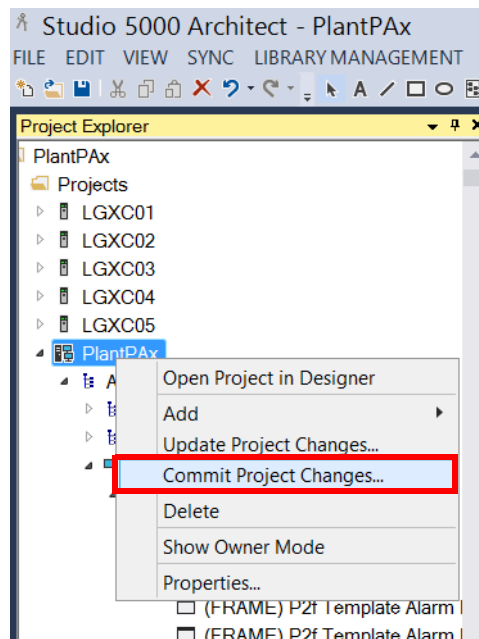 Studio 5000 Architect - PlantPAx
FILE EDIT VIEW SYNC LIBRARY MANAGEMENT
Project Explorer
PlantPAx
Projects
LGXC01
LGXC02
LGXC03
LGXC04
LGXC05
PlantPAx
A
Open Project in Designer
Add
Update Project Changes...
Commit Project Changes...
Delete
Show Owner Mode
Properties...
(FRAME) P2f Template Alarm
(FRAME) P2f Template Alarm